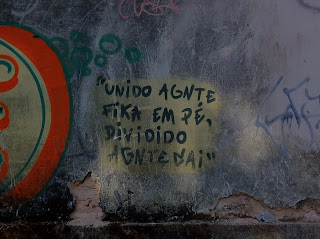 "UNIDO AGNTE
FIKA EM PÉ,
DIVIDIDO
AGNTE KAI"